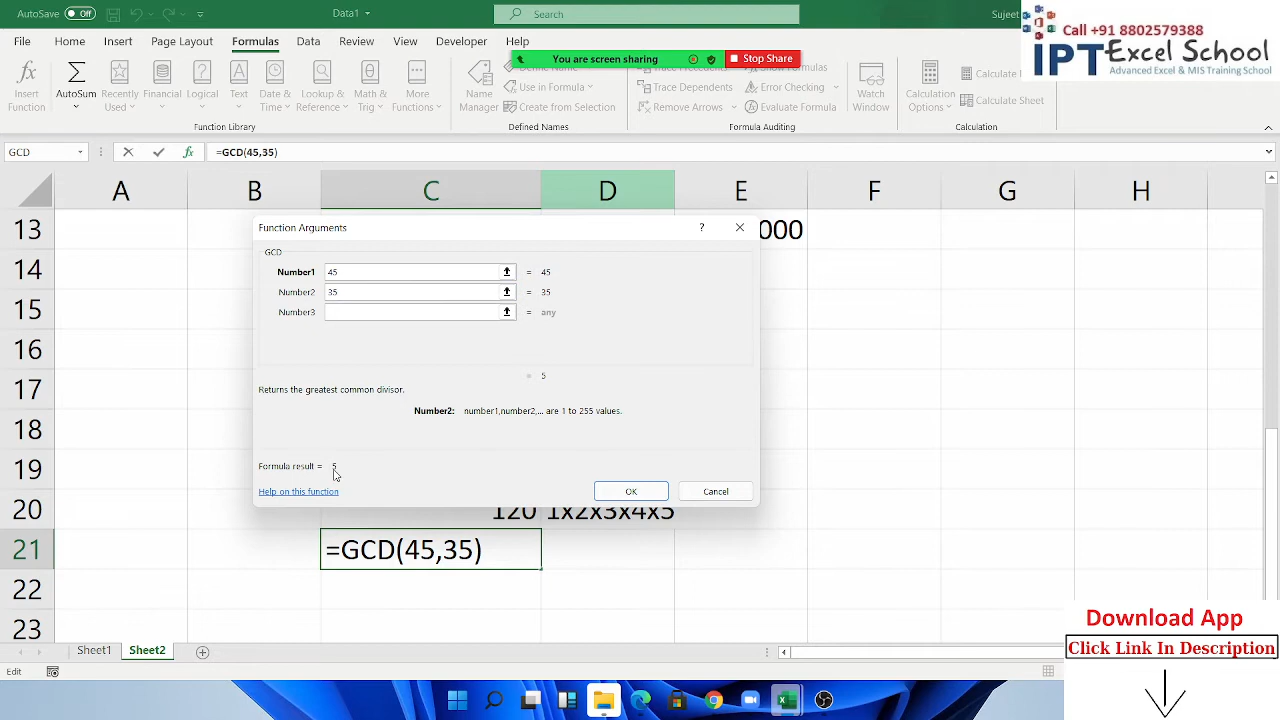 AutoSave Off Data1 Search Sujeet
Call +91 8802579388
IPT Excel School
Advanced Excel & MIS Training School
File Home Insert Page Layout Formulas Data View Developer Help
You are screen sharing Stop Share
Insert Function
AutoSum
Recently Used
Financial
Logical
Text
Date & Time
Lookup & Reference
Math & Trig
More Functions
Function Library
Name Manager
Define Name
Use in Formula
Create from Selection
Defined Names
Trace Precedents
Trace Dependents
Remove Arrows
Show Formulas
Error Checking
Evaluate Formula
Formula Auditing
Watch Window
Calculation Options
Calculate
Calculate Sheet
Calculation
GCD fx =GCD(45,35)
A B C D E F G H
13 000
14
15
16
17
18
19
20 120 1x2x3x4x5
21 =GCD(45,35)
22
23
Function Arguments ?
GCD
Number1 45 = 45
Number2 35 = 35
Number3 = any
= 5
Returns the greatest common divisor.
Number2: number1,number2,... are 1 to 255 values.
Formula result = 5
Help on this function OK Cancel
Sheet1 Sheet2
Edit
Download App
Click Link In Description